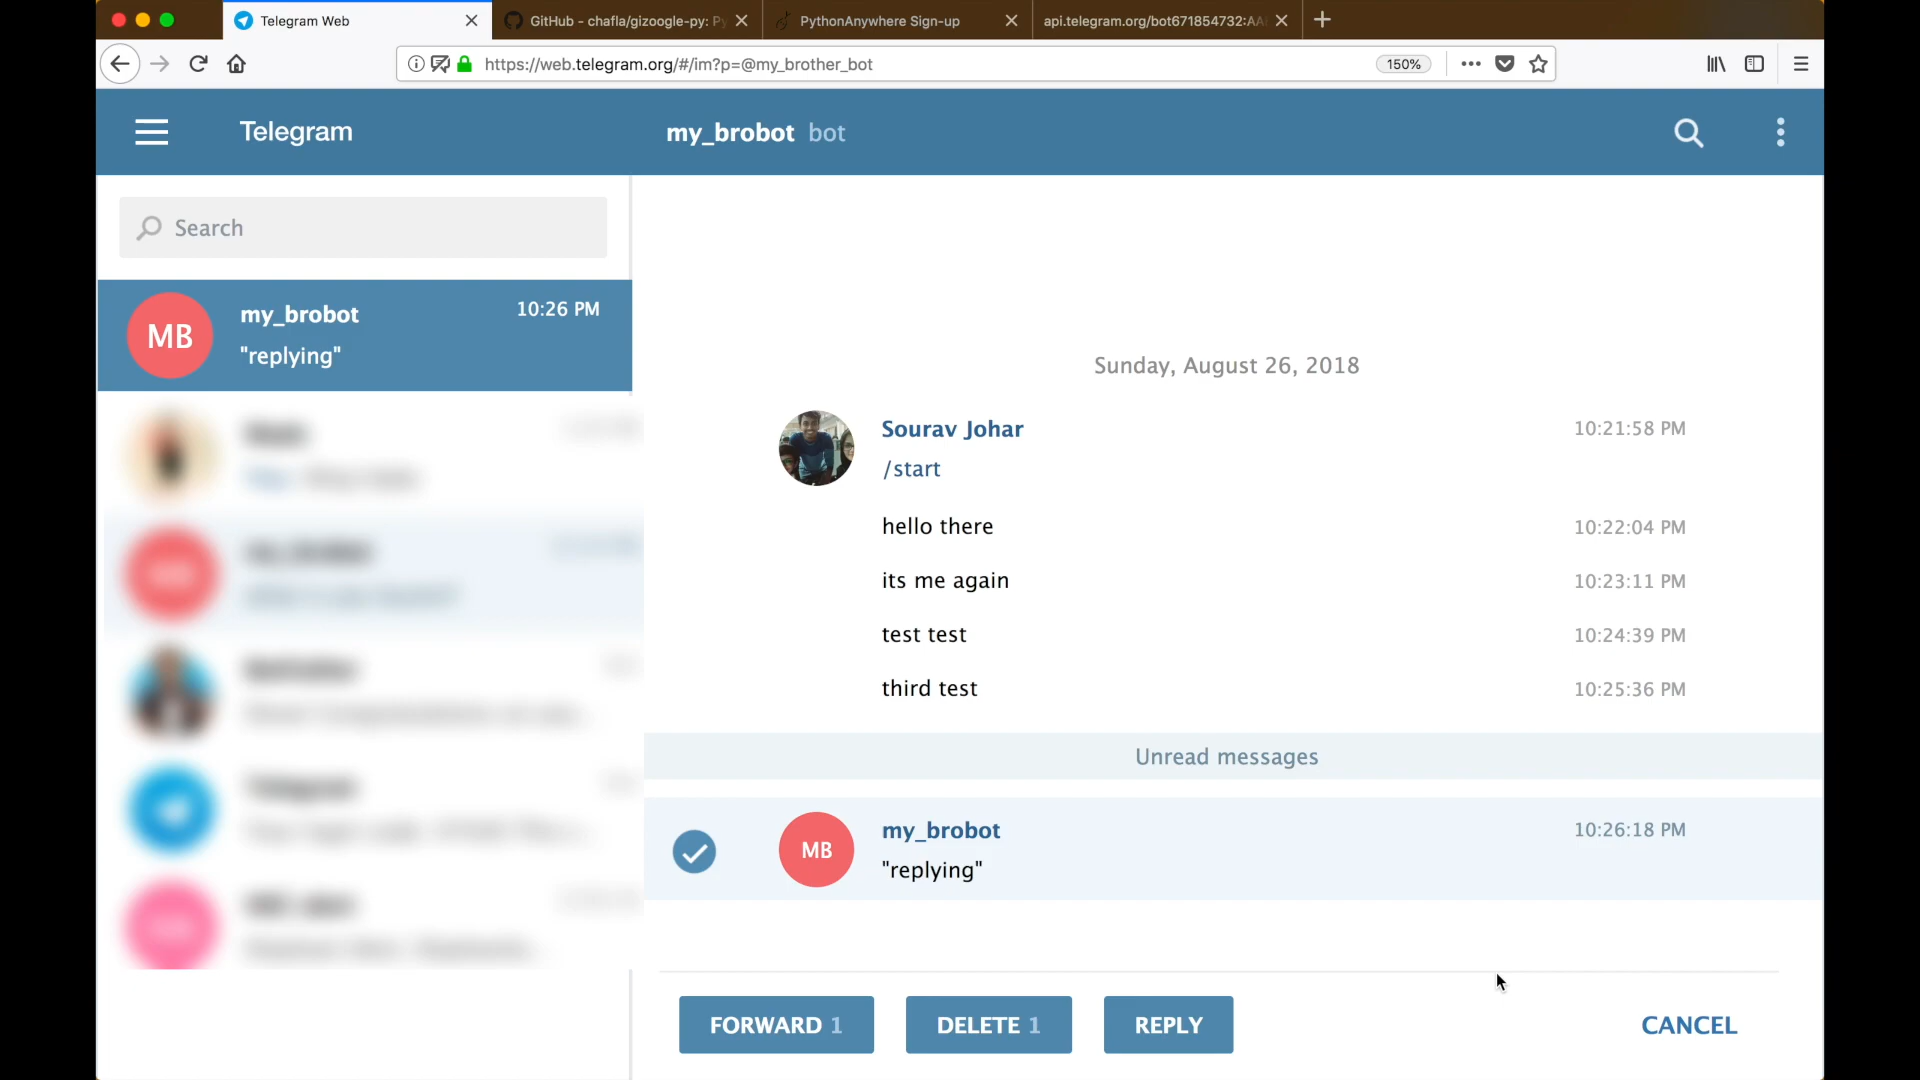 Telegram Web
GitHub - chafla/gizoogle-py: Py
PythonAnywhere Sign-up
api.telegram.org/bot671854732:AA
https://web.telegram.org/#/im?p=@my_brother_bot
150%
Telegram
my_brobot bot
Search
MB
my_brobot
10:26 PM
"replying"
Sunday, August 26, 2018
Sourav Johar
10:21:58 PM
/start
hello there
10:22:04 PM
its me again
10:23:11 PM
test test
10:24:39 PM
third test
10:25:36 PM
Unread messages
MB
my_brobot
10:26:18 PM
"replying"
FORWARD 1
DELETE 1
REPLY
CANCEL